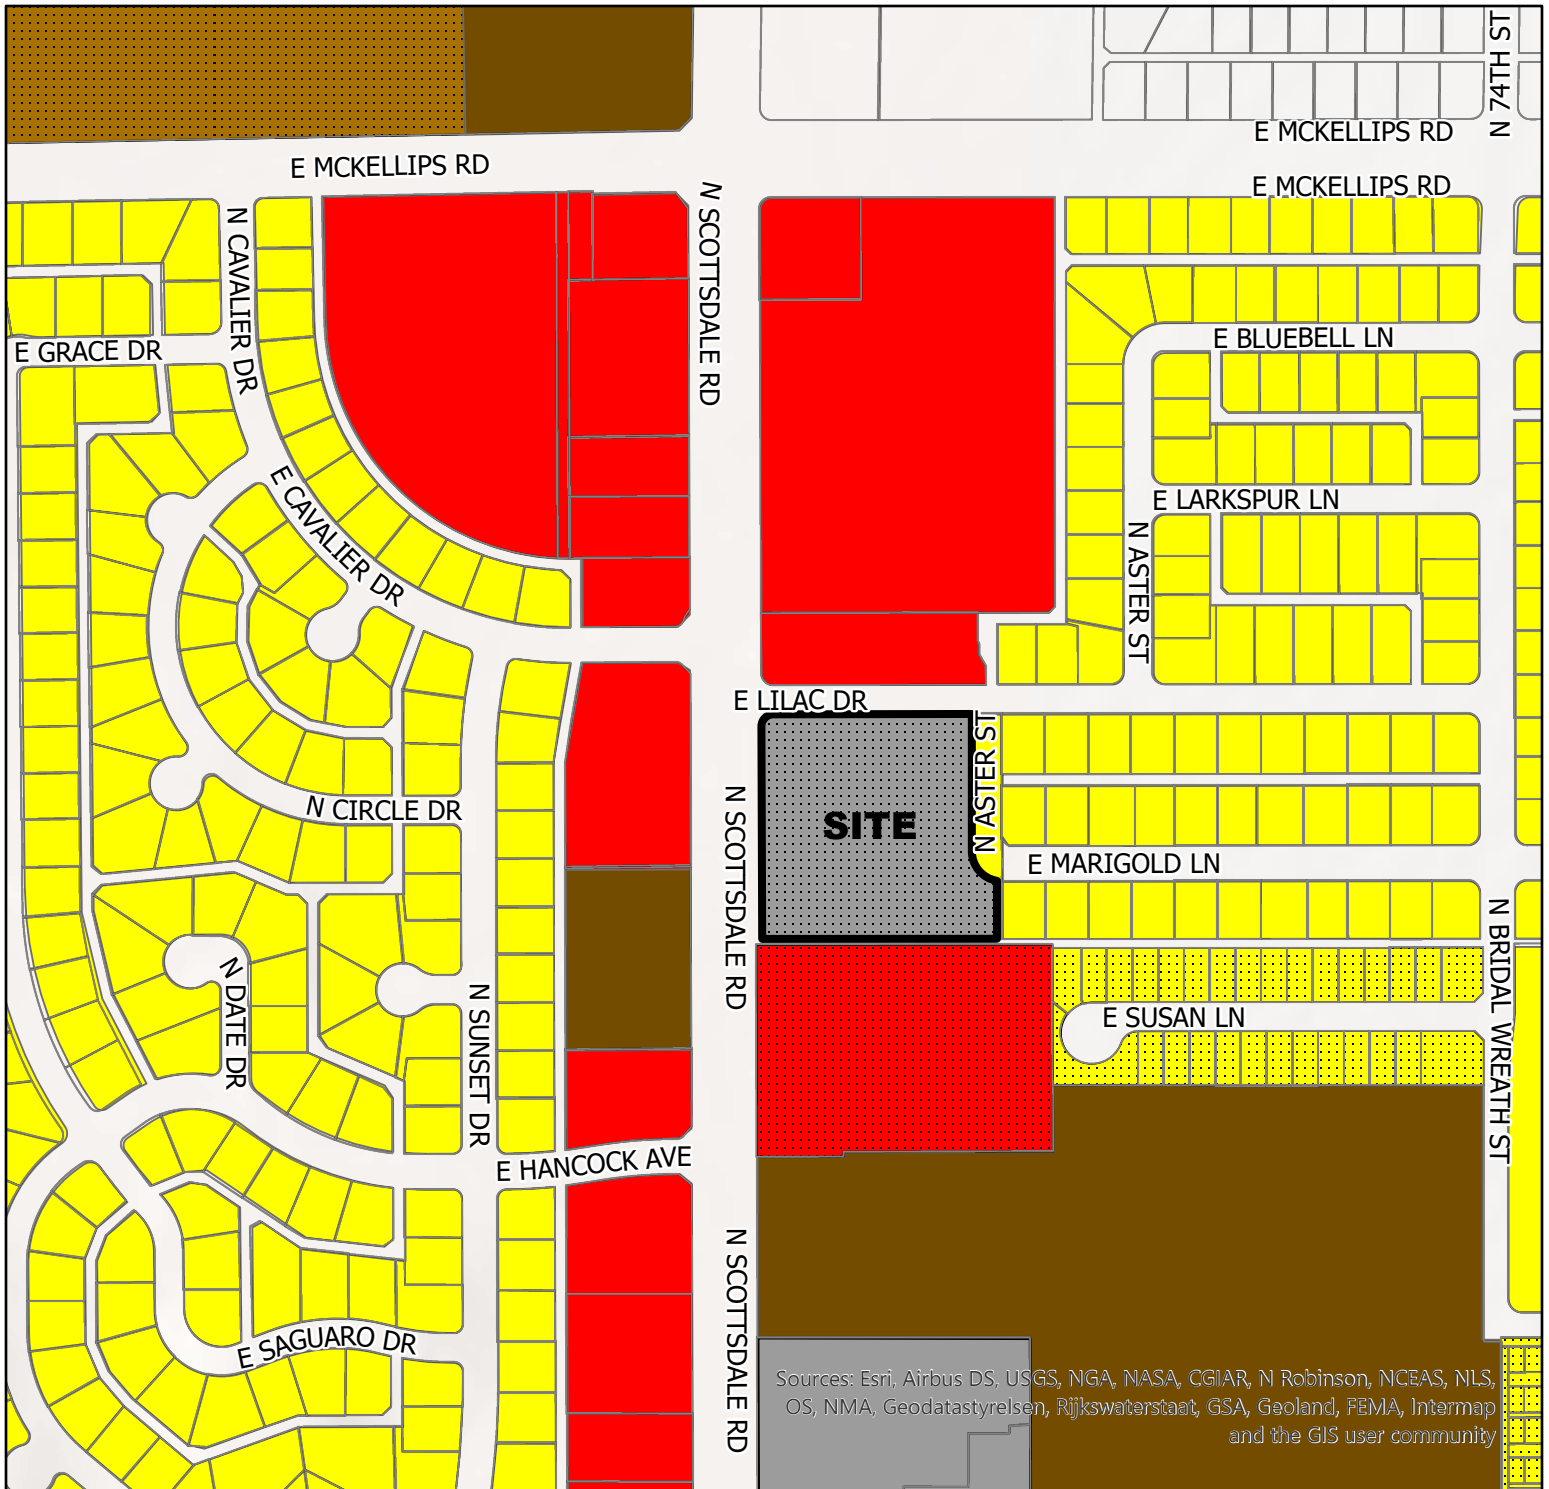 N 74TH ST
E MCKELLIPS RD
E MCKELLIPS RD
E MCKELLIPS RD
N CAVALIER DR
N SCOTTSDALE RD
E GRACE DR
E BLUEBELL LN
E CAVALIER DR
E LARKSPUR LN
N ASTER ST
E LILAC DR
N ASTER ST
N CIRCLE DR
N SCOTTSDALE RD
SITE
E MARIGOLD LN
N BRIDAL WREATH ST
N DATE DR
N SUNSET DR
E SUSAN LN
E HANCOCK AVE
N SCOTTSDALE RD
E SAGUARO DR
Sources: Esri, Airbus DS, USGS, NGA, NASA, CGIAR, N Robinson, NCEAS, NLS,
OS, NMA, Geodatastyrelsen, Rijkswaterstaat, GSA, Geoland, FEMA, Intermap
and the GIS user community